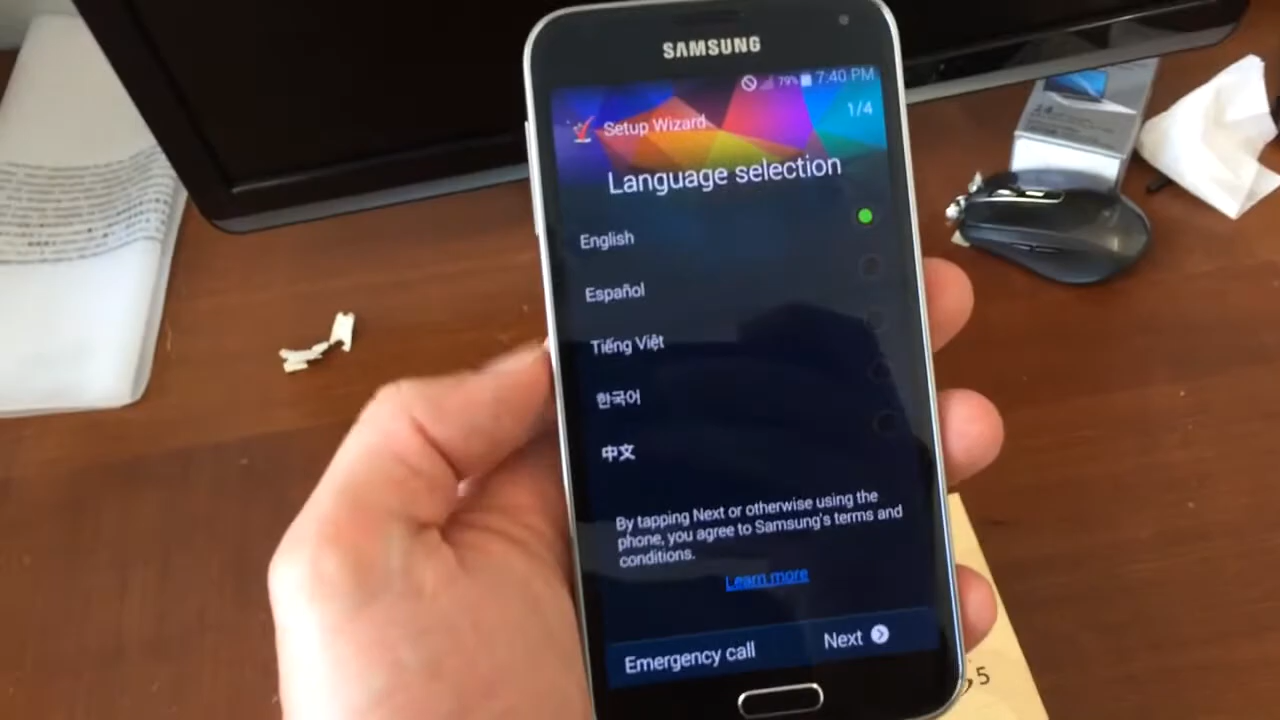 SAMSUNG
79% 7:40 PM
Setup Wizard
1/4
Language selection
English
Español
Tiếng Việt
한국어
中文
By tapping Next or otherwise using the
phone, you agree to Samsung's terms and
conditions.
Learn more
Emergency call
Next
5